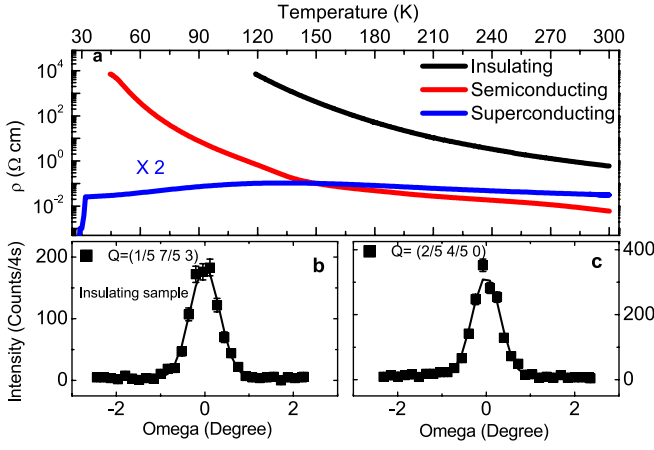 Temperature (K)
30 60 90 120 150 180 210 240 270 300
a
10^4
10^2
10^0
10^-2
ρ (Ω cm)
Insulating
Semiconducting
Superconducting
X 2
Intensity (Counts/4s)
200
100
0
Q=(1/5 7/5 3)
b
Insulating sample
-2 0 2
Omega (Degree)
Q= (2/5 4/5 0)
c
400
200
0
-2 0 2
Omega (Degree)